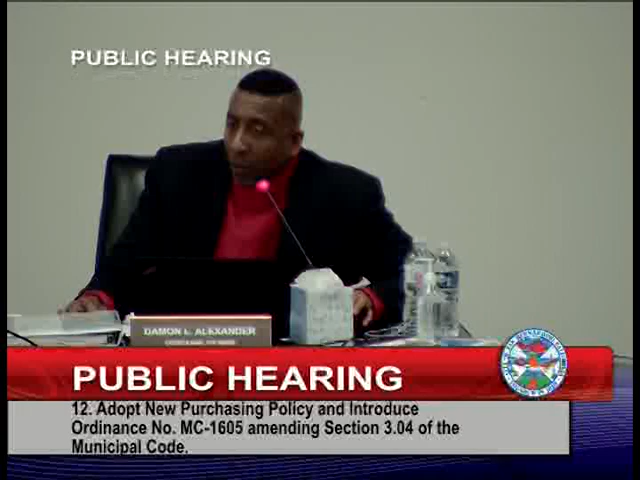 PUBLIC HEARING
DAMON L. ALEXANDER
PUBLIC HEARING
12. Adopt New Purchasing Policy and Introduce
Ordinance No. MC-1605 amending Section 3.04 of the
Municipal Code.